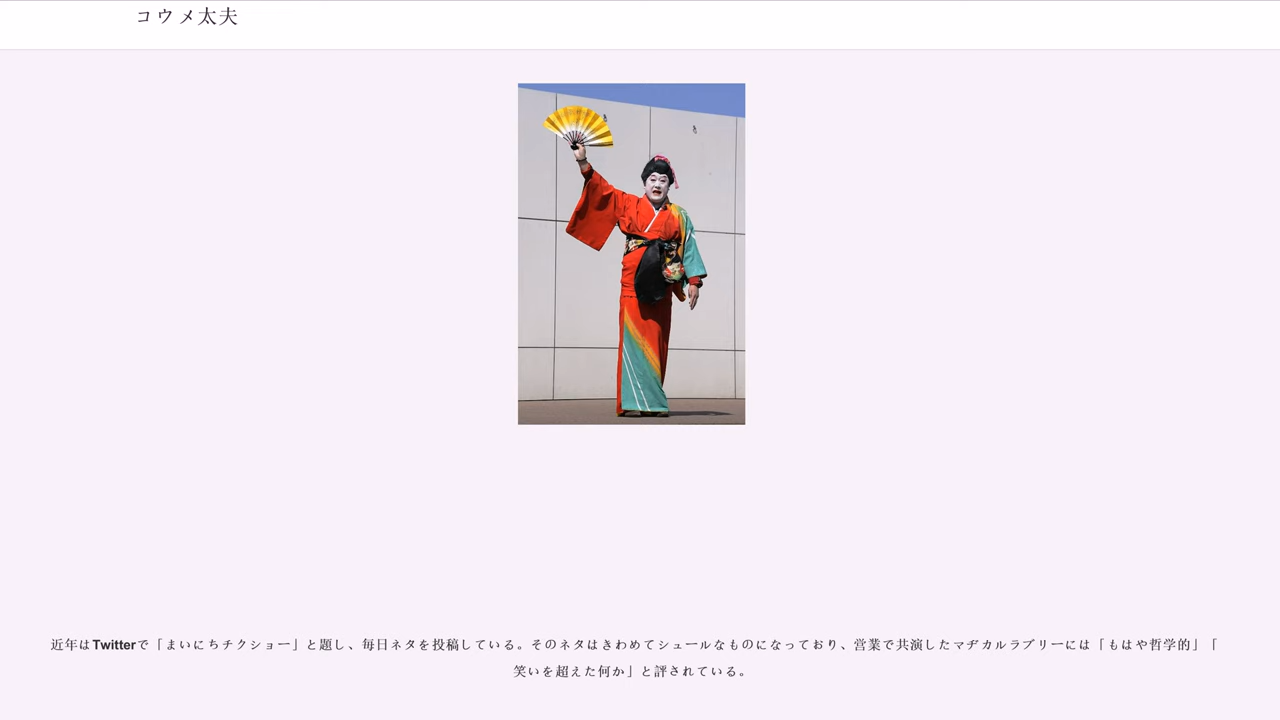 コウメ太夫
近年はTwitterで「まいにちチクショー」と題し、毎日ネタを投稿している。そのネタはきわめてシュールなものになっており、営業で共演したマヂカルラブリーには「もはや哲学的」「
笑いを超えた何か」と評されている。